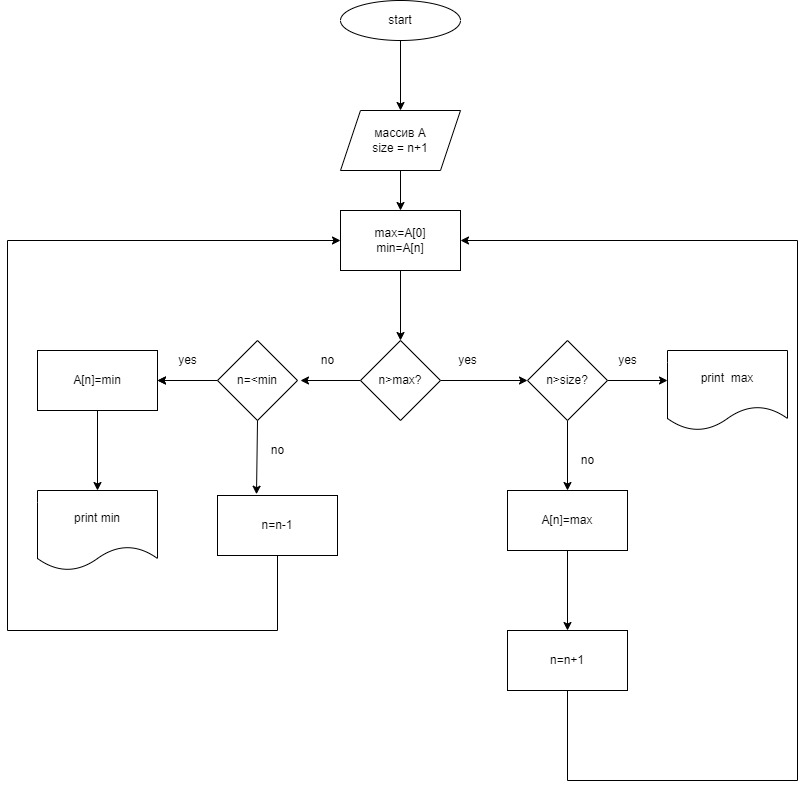 start
массив А
size = n+1
max=A[0]
min=A[n]
yes
no
yes
yes
A[n]=min
n=<min
n>max?
n>size?
print max
no
no
print min
n=n-1
A[n]=max
n=n+1